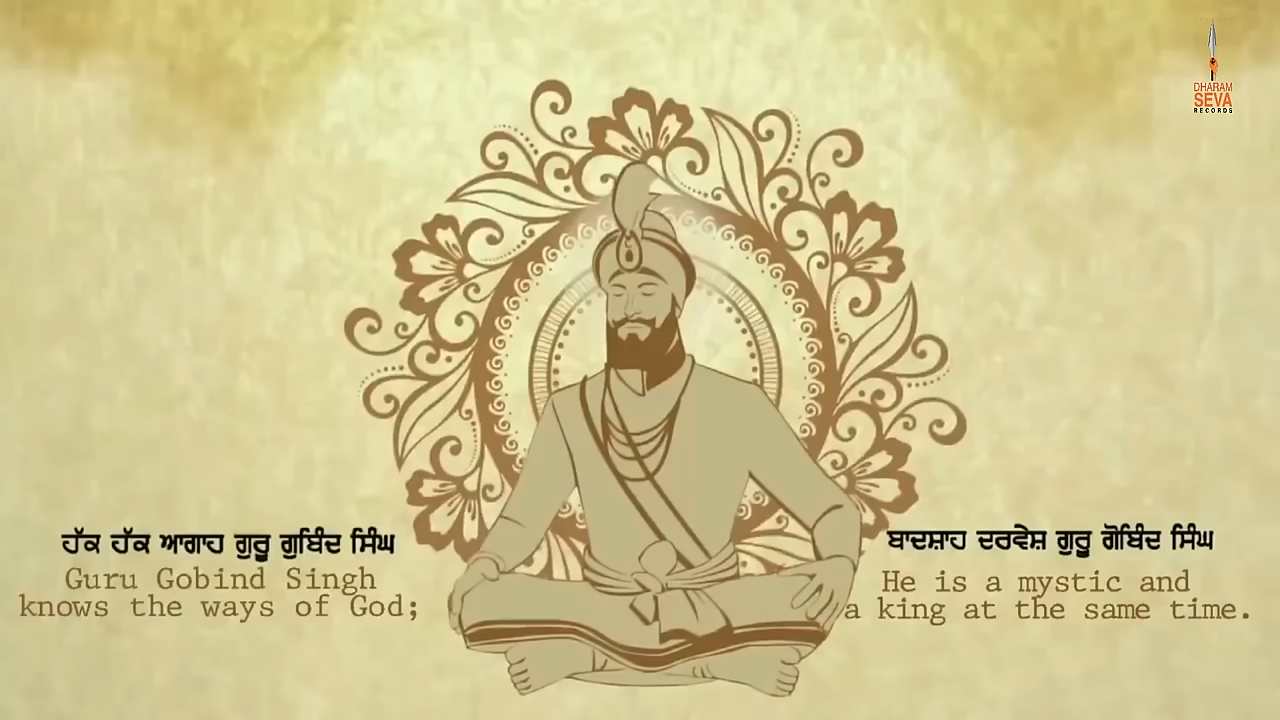 DHARAM
SEVA
RECORDS
ਹੱਕ ਹੱਕ ਆਗਾਹ ਗੁਰੂ ਗੁਬਿੰਦ ਸਿੰਘ
Guru Gobind Singh
knows the ways of God;
ਬਾਦਸ਼ਾਹ ਦਰਵੇਸ਼ ਗੁਰੂ ਗੋਬਿੰਦ ਸਿੰਘ
He is a mystic and
a king at the same time.